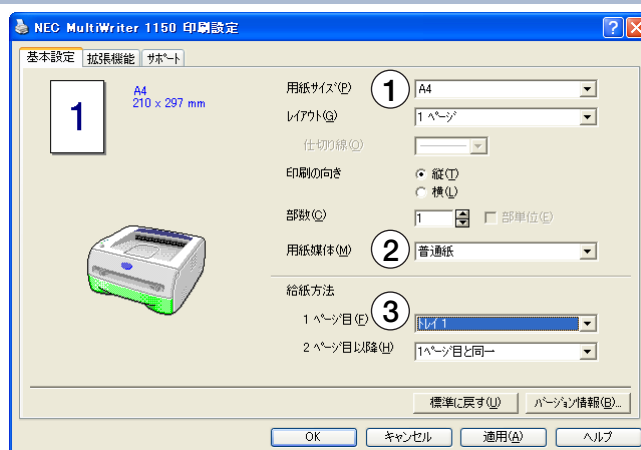 NEC MultiWriter 1150 印刷設定
基本設定 拡張機能 サポート
A4
210 x 297 mm
1
用紙サイズ(P) ① A4
レイアウト(G) 1 ページ
仕切り線(O)
印刷の向き 縦(T)
横(L)
部数(C) 1 部単位(E)
用紙媒体(M) ② 普通紙
給紙方法
1 ページ目(F) ③ トレイ 1
2 ページ目以降(H) 1ページ目と同一
標準に戻す(U) バージョン情報(B)...
OK キャンセル 適用(A) ヘルプ